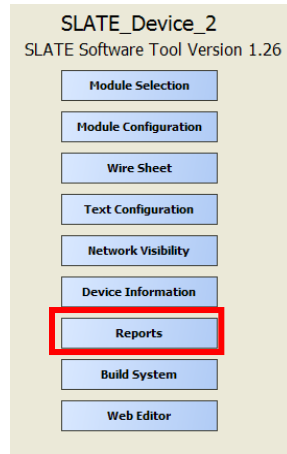 SLATE_Device_2
SLATE Software Tool Version 1.26
Module Selection
Module Configuration
Wire Sheet
Text Configuration
Network Visibility
Device Information
Reports
Build System
Web Editor